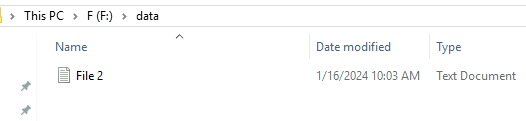 This PC > F (F:) > data
Name Date modified Type
File 2 1/16/2024 10:03 AM Text Document